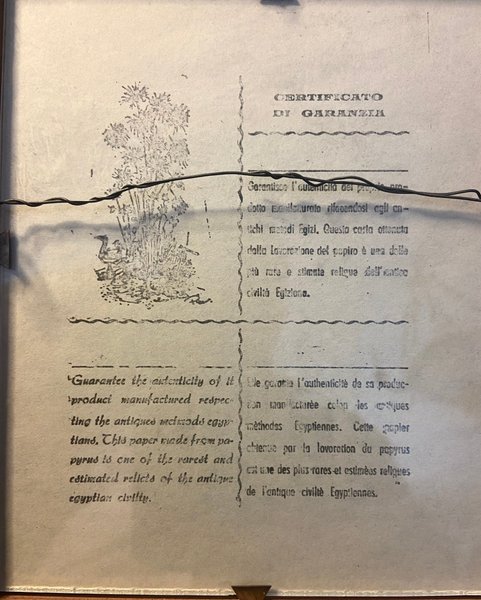 CERTIFICATO
DI GARANZIA
Garantisce l'autenticità del proprio pro-
dotto manifatturato rifacendosi agli an-
tichi metodi Egizi. Questa carta ottenuta
dalla lavorazione del papiro è una delle
più rare e stimate relique dell'antica
civiltà Egiziana.
Guarantee the autenticity of it
product manufactured respec-
ting the antiques methods egyp-
tians. This paper made from pa-
pyrus is one of the rarest and
estimated relicts of the antique
egyptian civilty.
Elle garantie l'authenticité de sa produc-
ion manufacturée selon les antiques
méthodes Egyptiennes. Cette papier
obtenue par la lavoration du papyrus
est une des plus rares et estimées religues
de l'antique civilté Egyptiennes.